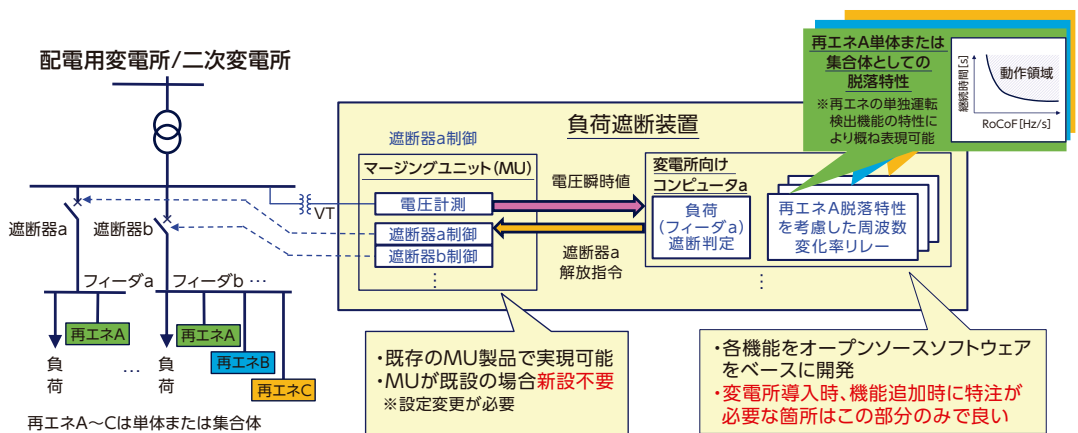 配電用変電所/二次変電所
遮断器a
遮断器b
フィーダa
フィーダb …
再エネA
再エネA
再エネB
再エネC
負荷
…
負荷
再エネA~Cは単体または集合体
VT
負荷遮断装置
遮断器a制御
マージングユニット(MU)
電圧計測
遮断器a制御
遮断器b制御
⋮
電圧瞬時値
遮断器a
解放指令
変電所向け
コンピュータa
負荷
(フィーダa)
遮断判定
再エネA脱落特性
を考慮した周波数
変化率リレー
⋮
再エネA単体または
集合体としての
脱落特性
※再エネの単独運転
検出機能の特性に
より概ね表現可能
継続時間[s]
動作領域
RoCoF[Hz/s]
・既存のMU製品で実現可能
・MUが既設の場合新設不要
※設定変更が必要
・各機能をオープンソースソフトウェア
をベースに開発
・変電所導入時、機能追加時に特注が
必要な箇所はこの部分のみで良い